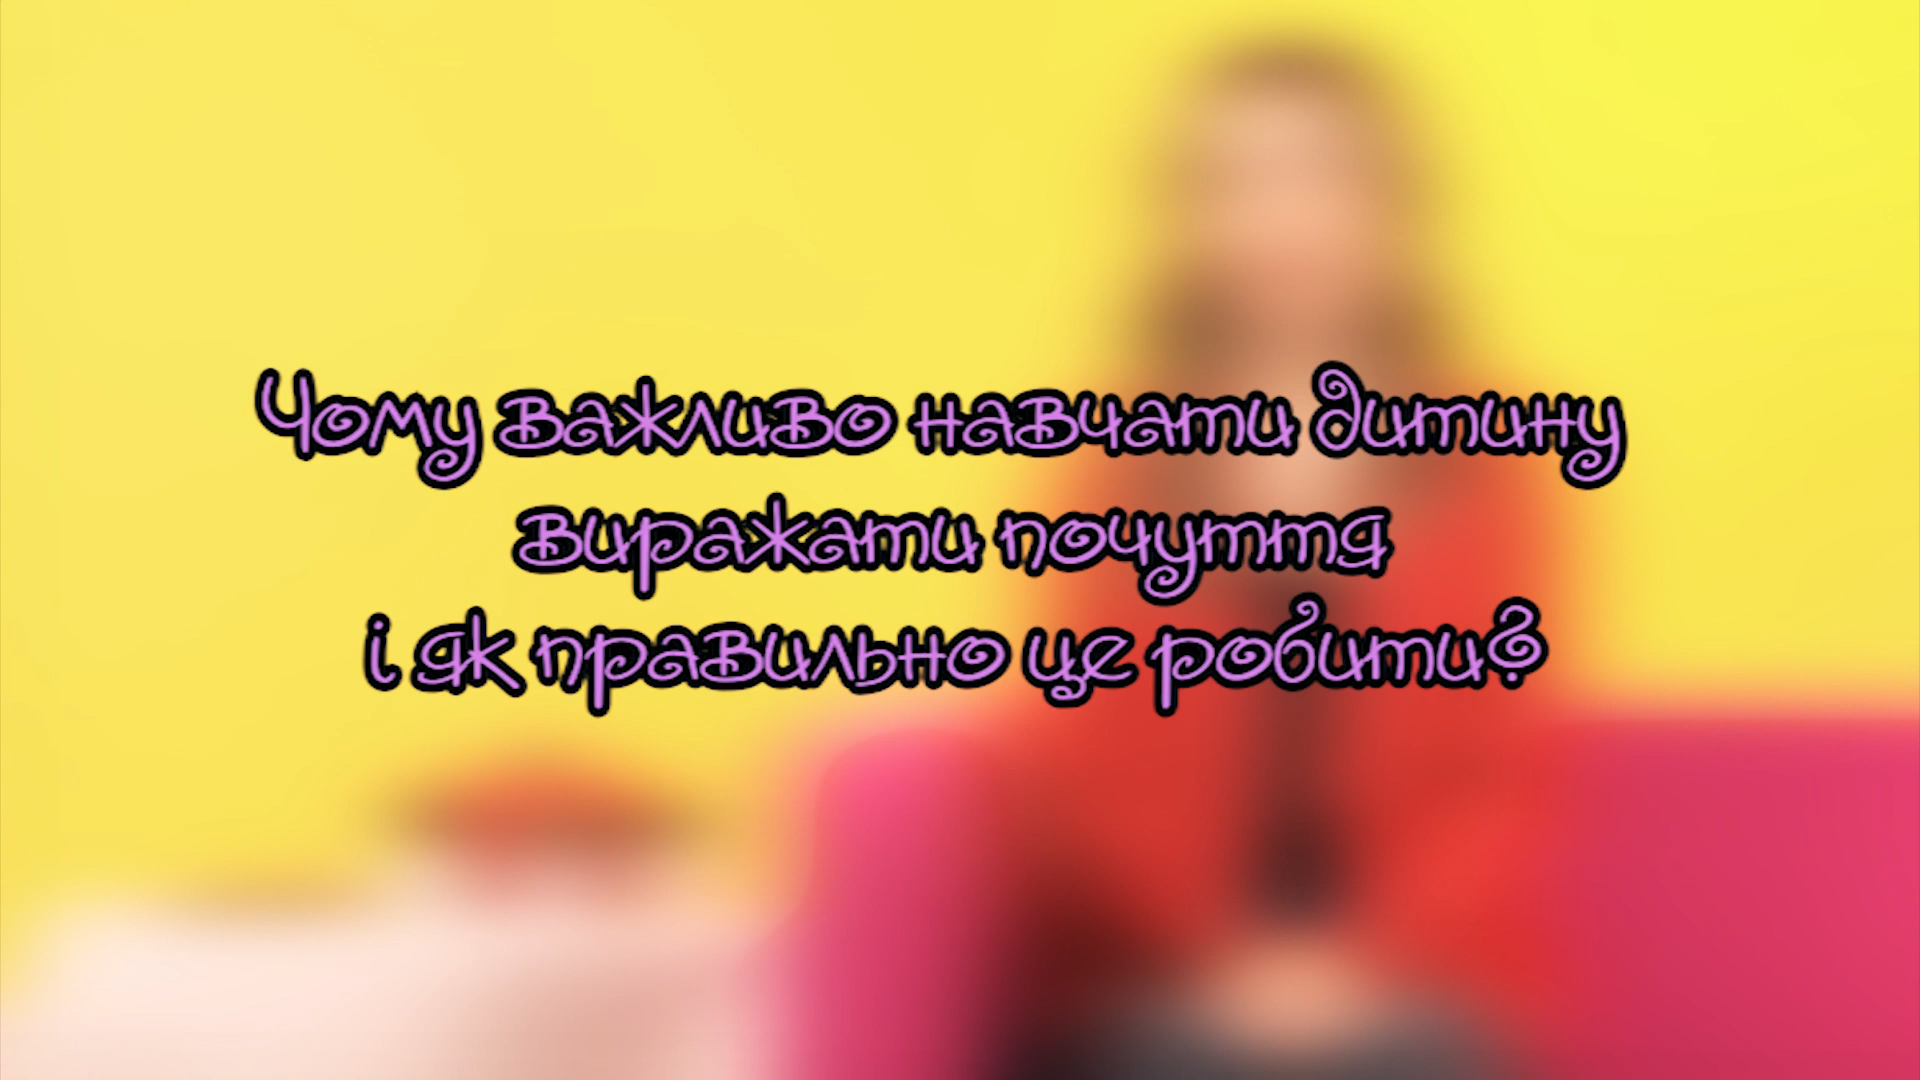 Чому важливо навчати дитину
виражати почуття
і як правильно це робити?